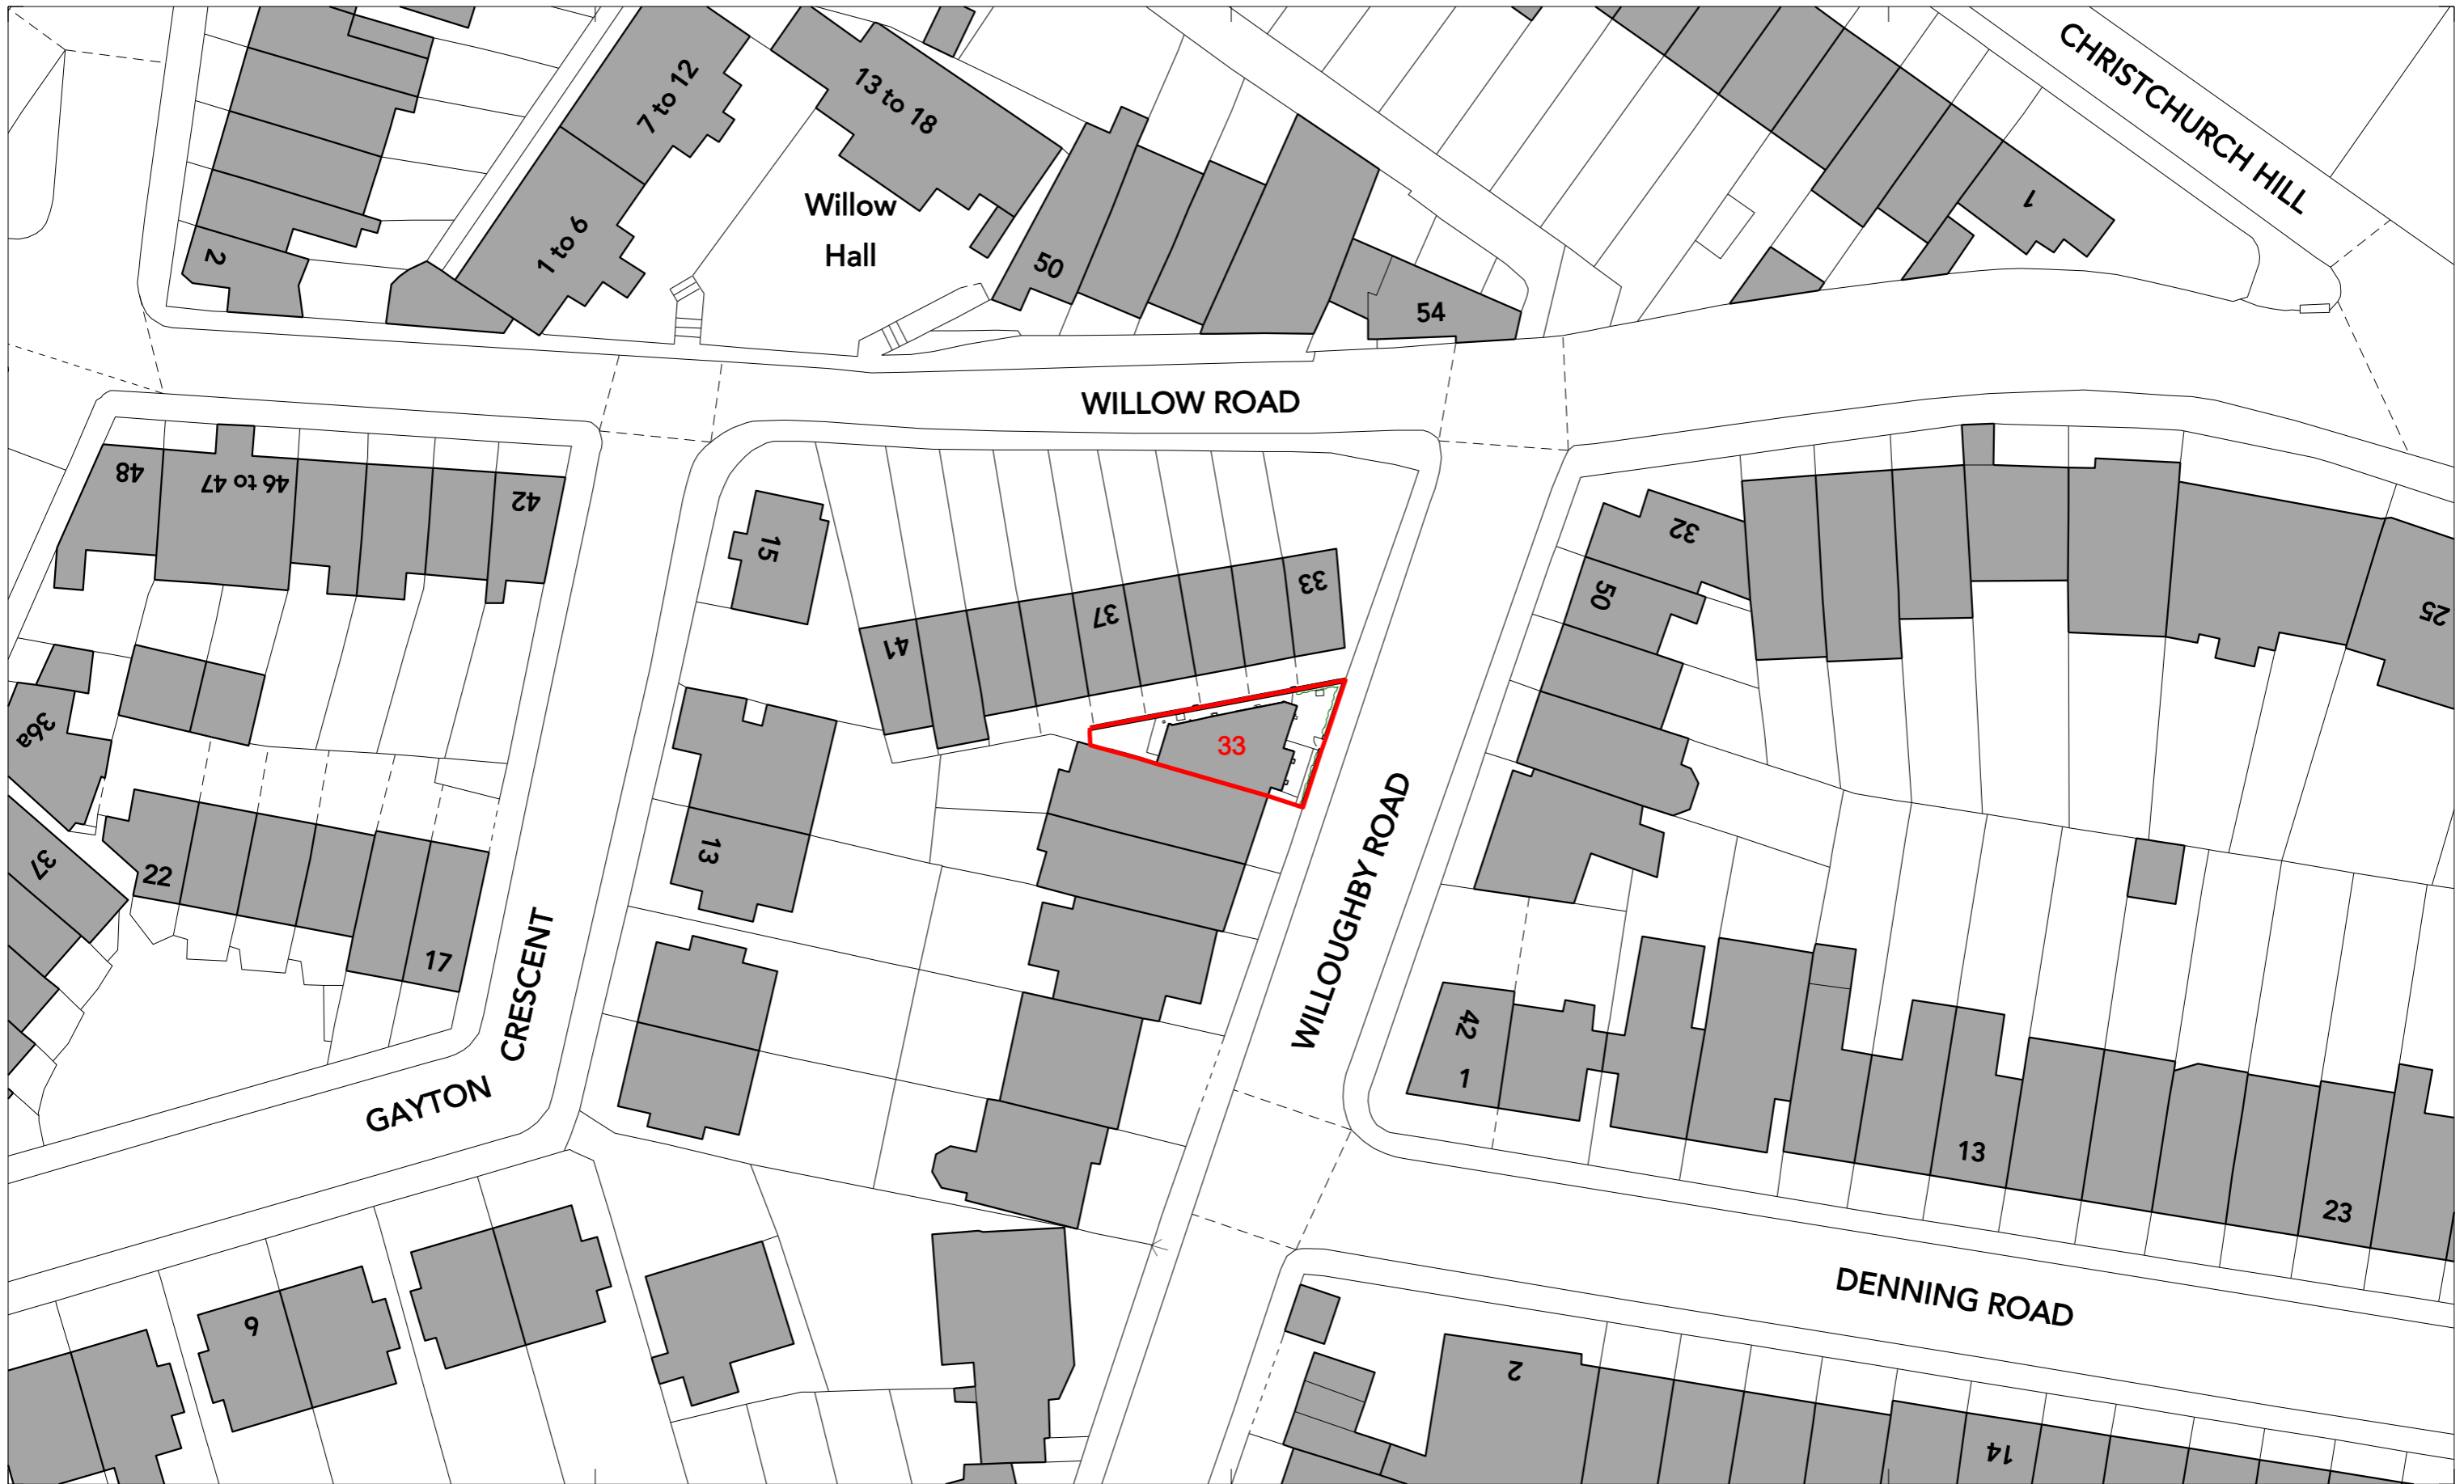 CHRISTCHURCH HILL
7 to 12
13 to 18
1
Willow
Hall
1 to 6
2
50
54
WILLOW ROAD
48
46 to 47
42
15
32
33
37
50
25
41
36a
33
13
WILLOUGHBY ROAD
37
22
17
CRESCENT
42
1
GAYTON
13
23
DENNING ROAD
9
2
14